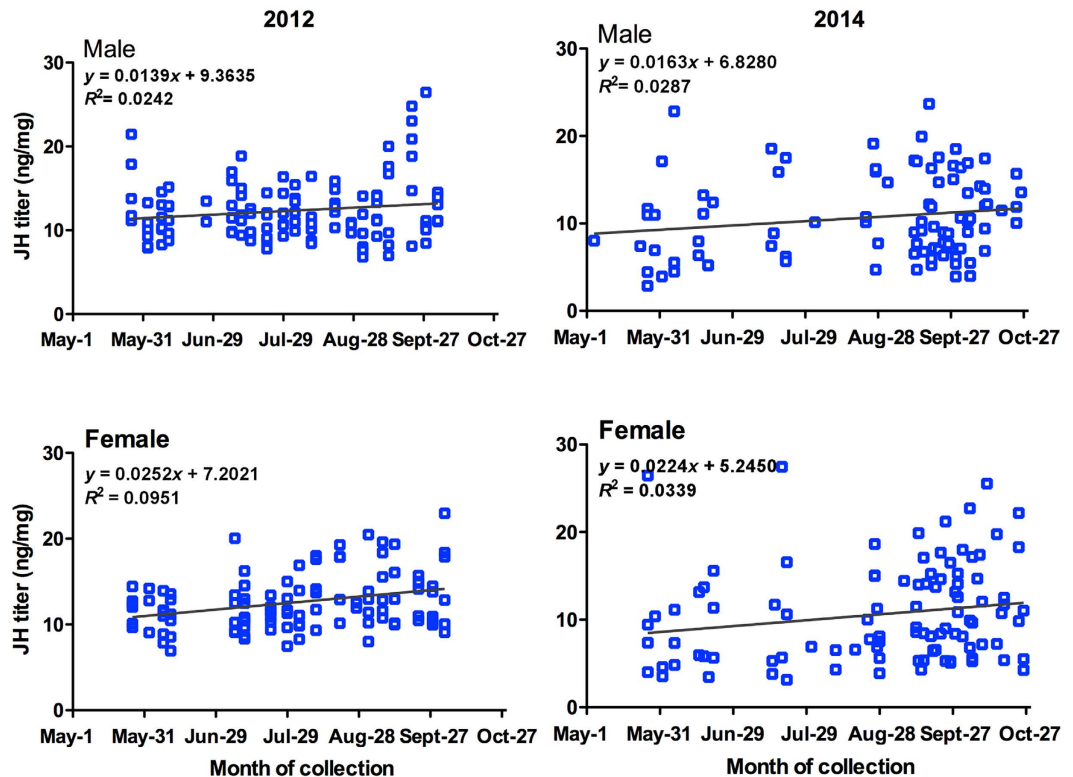 2012
2014
Male
y = 0.0139x + 9.3635
R² = 0.0242
Male
y = 0.0163x + 6.8280
R² = 0.0287
JH titer (ng/mg)
30
20
10
0
May-1 May-31 Jun-29 Jul-29 Aug-28 Sept-27 Oct-27
30
20
10
0
May-1 May-31 Jun-29 Jul-29 Aug-28 Sept-27 Oct-27
Female
y = 0.0252x + 7.2021
R² = 0.0951
Female
y = 0.0224x + 5.2450
R² = 0.0339
JH titer (ng/mg)
30
20
10
0
May-1 May-31 Jun-29 Jul-29 Aug-28 Sept-27 Oct-27
Month of collection
30
20
10
0
May-1 May-31 Jun-29 Jul-29 Aug-28 Sept-27 Oct-27
Month of collection